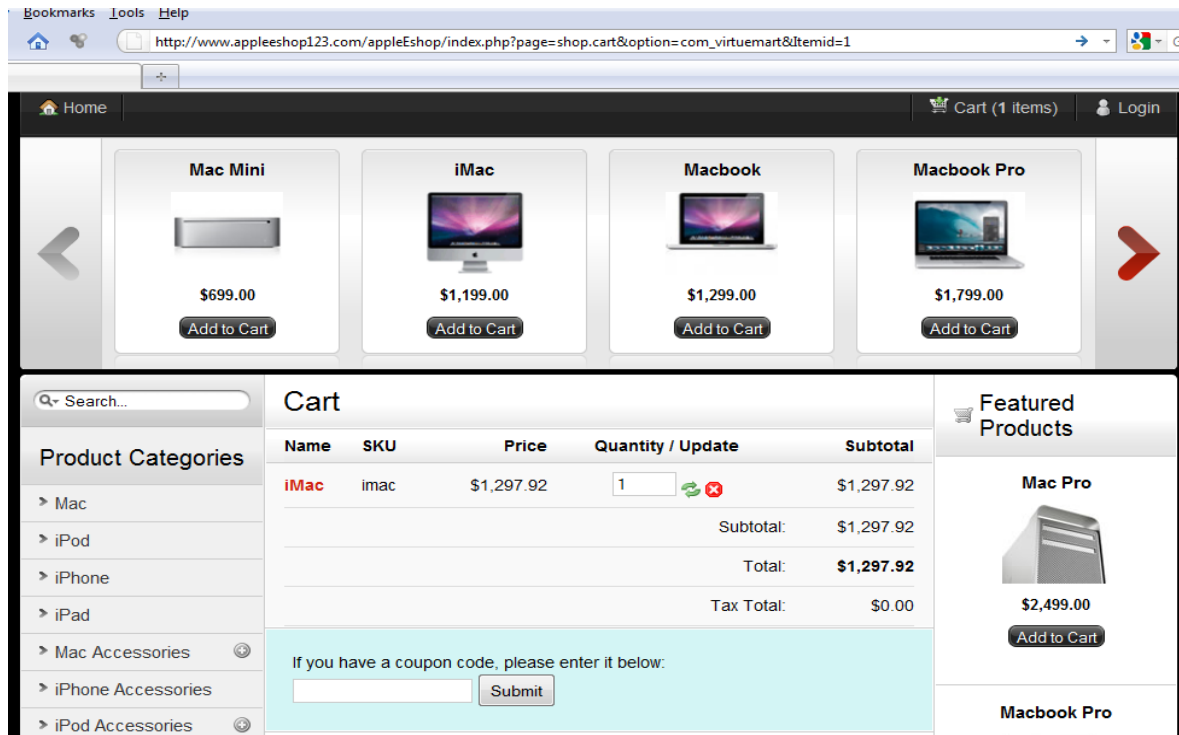 Bookmarks Tools Help
http://www.appleeshop123.com/appleEshop/index.php?page=shop.cart&option=com_virtuemart&Itemid=1
Home
Cart (1 items)
Login
Mac Mini
iMac
Macbook
Macbook Pro
$699.00
$1,199.00
$1,299.00
$1,799.00
Add to Cart
Add to Cart
Add to Cart
Add to Cart
Search...
Product Categories
Mac
iPod
iPhone
iPad
Mac Accessories
iPhone Accessories
iPod Accessories
Cart
Name SKU Price Quantity / Update Subtotal
iMac imac $1,297.92 1 $1,297.92
Subtotal: $1,297.92
Total: $1,297.92
Tax Total: $0.00
If you have a coupon code, please enter it below:
Submit
Featured
Products
Mac Pro
$2,499.00
Add to Cart
Macbook Pro